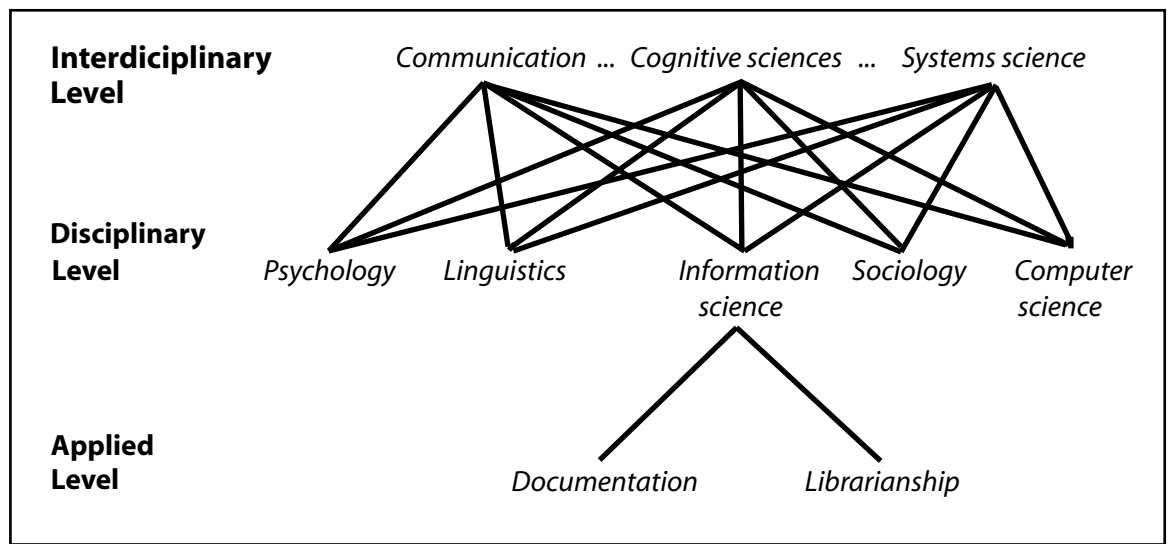 Interdiciplinary
Level
Communication ... Cognitive sciences ... Systems science
Disciplinary
Level
Psychology Linguistics Information science Sociology Computer science
Applied
Level
Documentation Librarianship